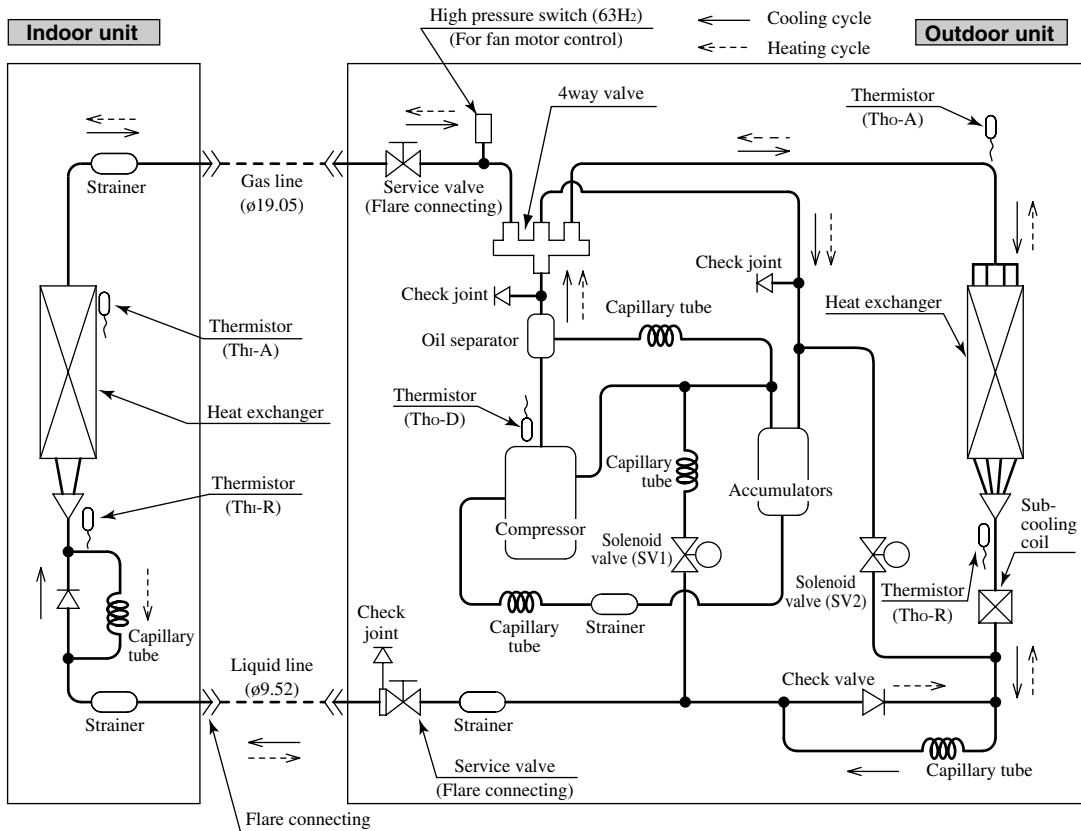 High pressure switch (63H2)
(For fan motor control)
Cooling cycle
Heating cycle
Indoor unit
Outdoor unit
4way valve
Thermistor
(Tho-A)
Strainer
Gas line
(ø19.05)
Service valve
(Flare connecting)
Check joint
Check joint
Capillary tube
Heat exchanger
Oil separator
Thermistor
(ThI-A)
Thermistor
(Tho-D)
Heat exchanger
Capillary
tube
Accumulators
Thermistor
(ThI-R)
Compressor
Sub-
cooling
coil
Solenoid
valve (SV1)
Solenoid
valve (SV2)
Thermistor
(Tho-R)
Capillary
tube
Check
joint
Capillary
tube
Strainer
Liquid line
(ø9.52)
Check valve
Strainer
Strainer
Service valve
(Flare connecting)
Capillary tube
Flare connecting